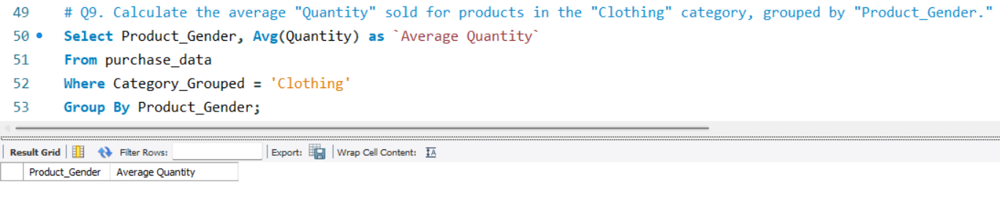 49 # Q9. Calculate the average "Quantity" sold for products in the "Clothing" category, grouped by "Product_Gender."
50 Select Product_Gender, Avg(Quantity) as `Average Quantity`
51 From purchase_data
52 Where Category_Grouped = 'Clothing'
53 Group By Product_Gender;
Result Grid Filter Rows: Export: Wrap Cell Content: IA
Product_Gender Average Quantity